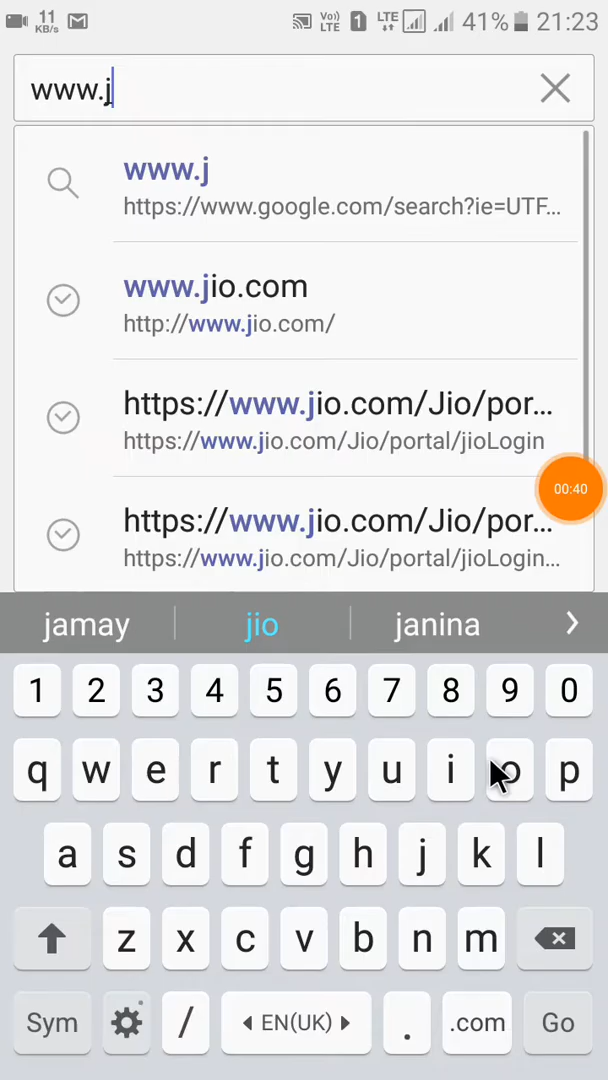 11 KB/s VoLTE 1 LTE 41% 21:23
www.j
www.j
https://www.google.com/search?ie=UTF...
www.jio.com
http://www.jio.com/
https://www.jio.com/Jio/por...
https://www.jio.com/Jio/portal/jioLogin
00:40
https://www.jio.com/Jio/por...
https://www.jio.com/Jio/portal/jioLogin...
jamay jio janina
1 2 3 4 5 6 7 8 9 0
q w e r t y u i o p
a s d f g h j k l
z x c v b n m
Sym / EN(UK) . .com Go